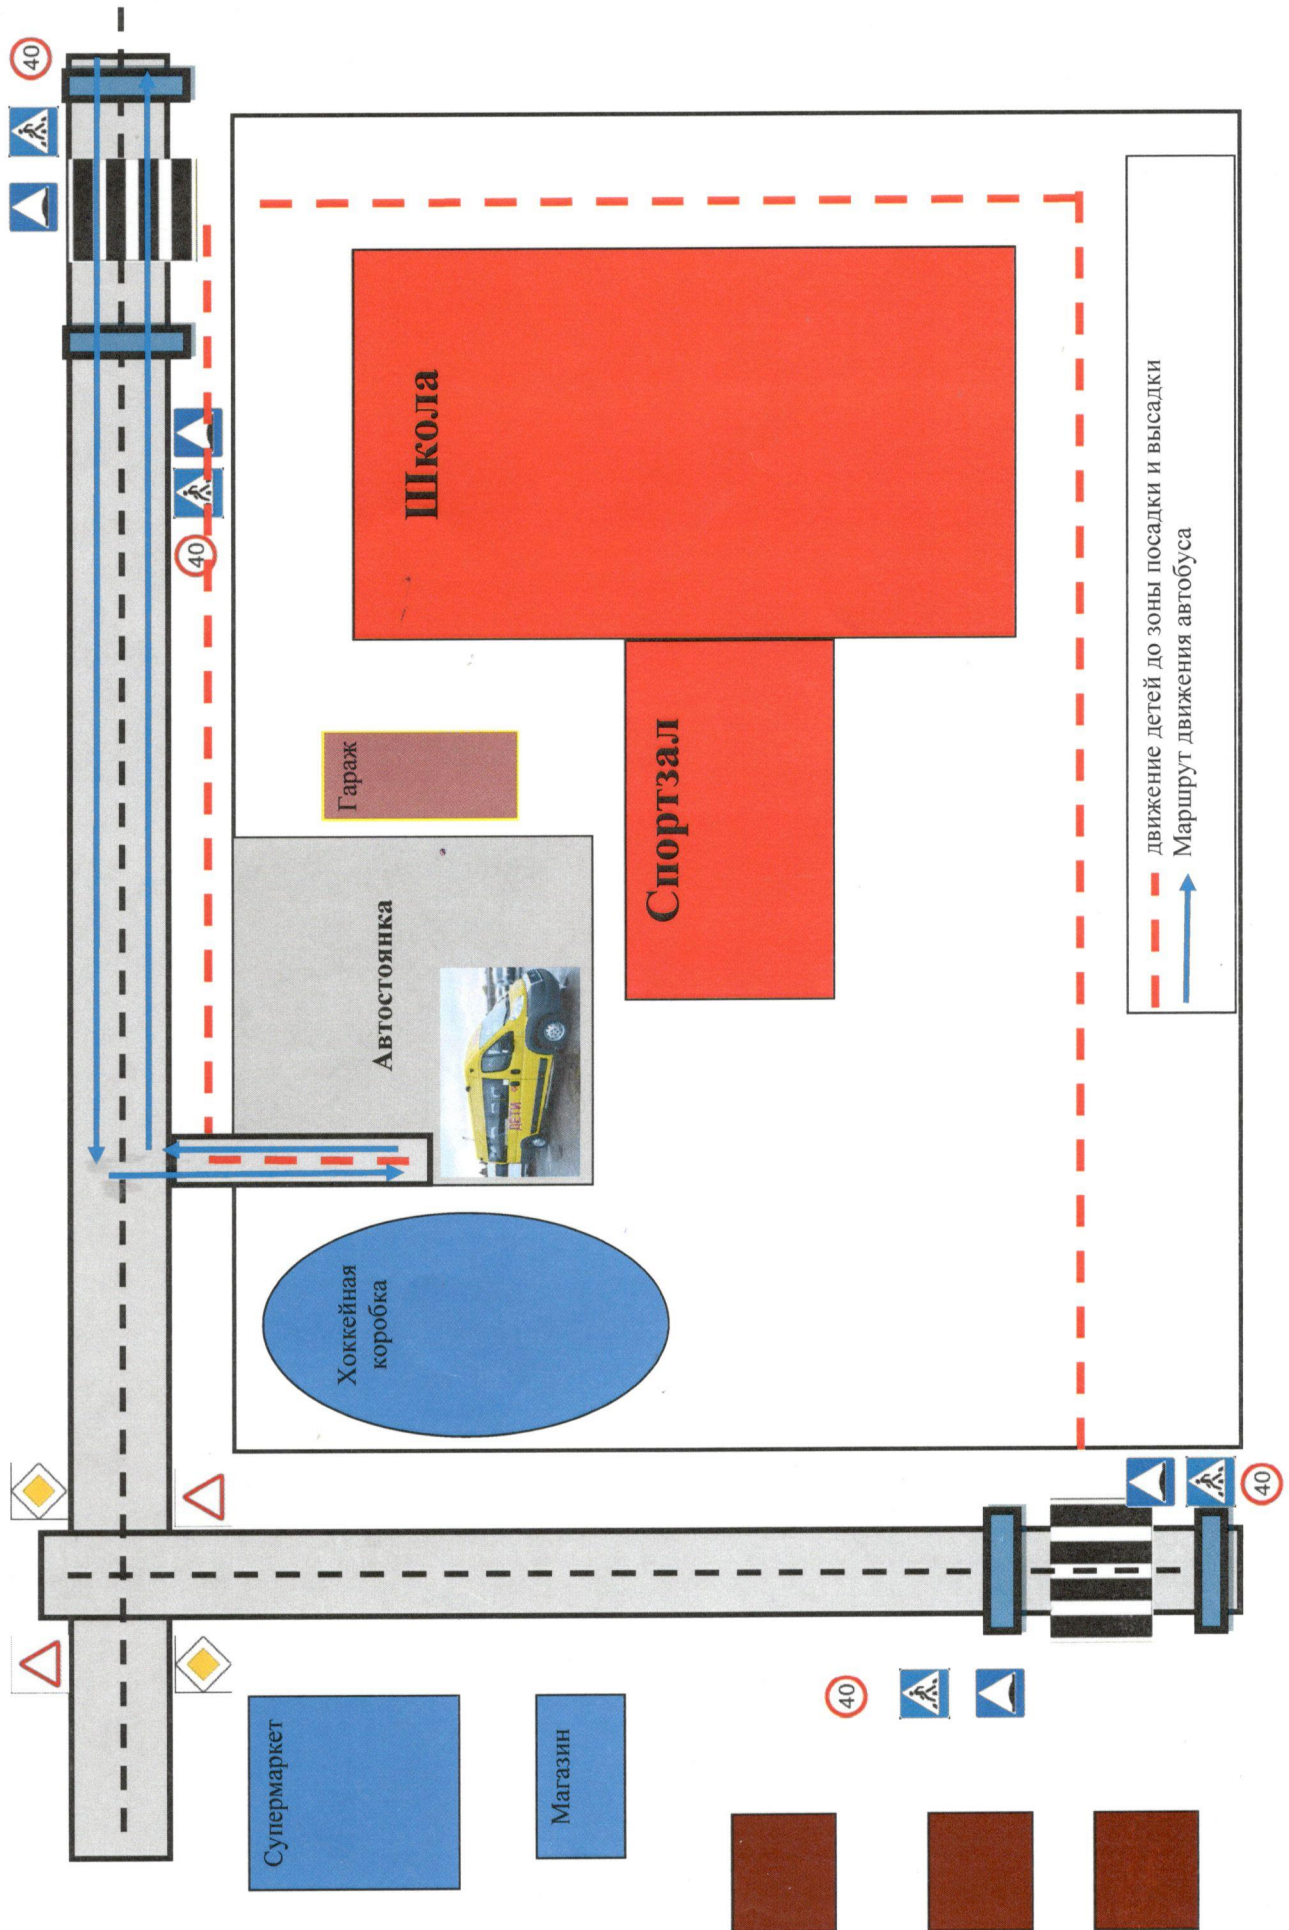 40
40
Школа
Гараж
Спортзал
Автостоянка
ДЕТИ
Хоккейная
коробка
40
40
Супермаркет
Магазин
движение детей до зоны посадки и высадки
Маршрут движения автобуса